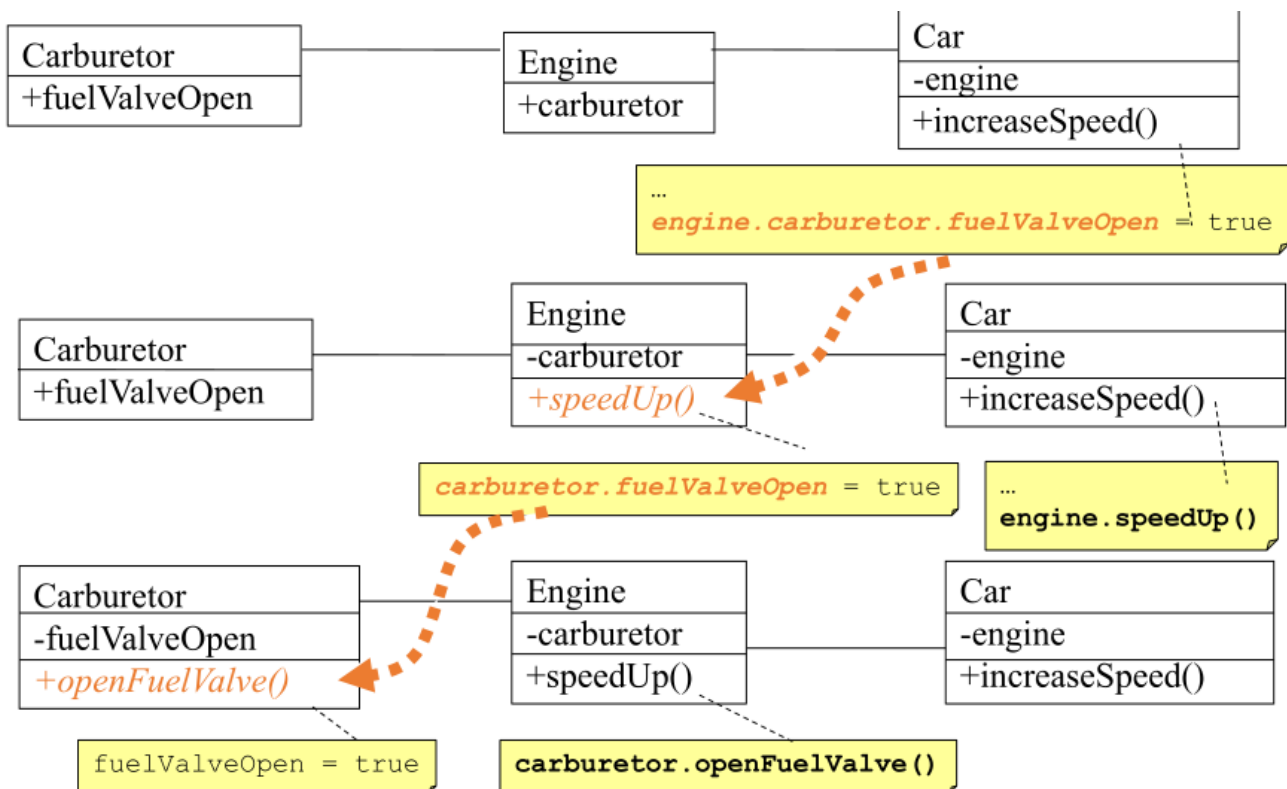 Carburetor
+fuelValveOpen
Engine
+carburetor
Car
-engine
+increaseSpeed()
...
engine.carburetor.fuelValveOpen = true
Carburetor
+fuelValveOpen
Engine
-carburetor
+speedUp()
Car
-engine
+increaseSpeed()
carburetor.fuelValveOpen = true
...
engine.speedUp()
Carburetor
-fuelValveOpen
+openFuelValve()
Engine
-carburetor
+speedUp()
Car
-engine
+increaseSpeed()
fuelValveOpen = true
carburetor.openFuelValve()